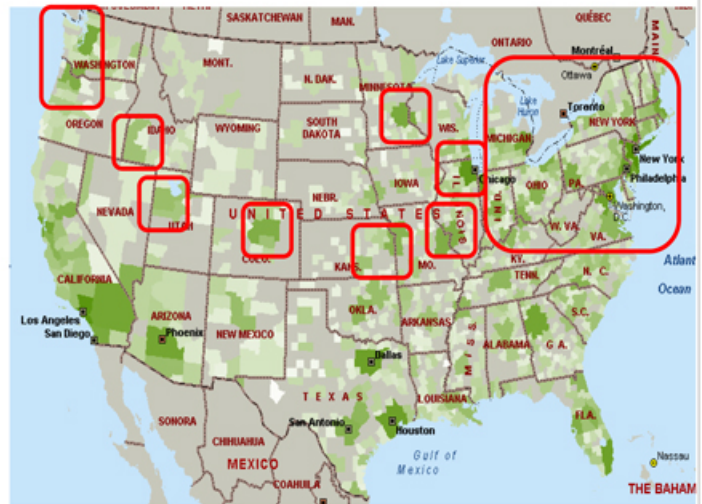 SASKATCHEWAN
MAN.
QUÉBEC
ONTARIO
Montréal
MAIN
WASHINGTON
MONT.
N. DAK.
MINNESOTA
Lake Superior
Ottawa
Lake
Huron
Toronto
OREGON
IDAHO
WYOMING
SOUTH
DAKOTA
WIS.
MICHIGAN
NEW YORK
New York
Philadelphia
IOWA
IL
Chicago
NEBR.
IND.
OHIO
PA.
Washington,
D.C.
NEVADA
UTAH
UNITED STATES
W. VA.
VA.
COLO.
KANS.
MO.
KY.
Atlant
Ocean
CALIFORNIA
TENN.
N. C.
Los Angeles
San Diego
ARIZONA
Phoenix
NEW MEXICO
OKLA.
ARKANSAS
S.C.
MISS
ALABAMA
G A.
Dallas
TEXAS
LOUISIANA
San Antonio
Houston
FLA.
SONORA
CHIHUAHUA
MEXICO
COAHUILA
Gulf of
Mexico
Nassau
THE BAHAM